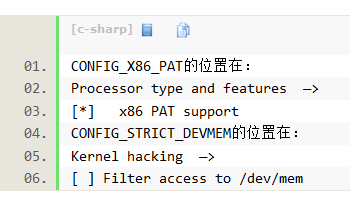 [c-sharp]
01. CONFIG_X86_PAT的位置在：
02. Processor type and features  —>
03. [*]   x86 PAT support
04. CONFIG_STRICT_DEVMEM的位置在：
05. Kernel hacking  —>
06. [ ] Filter access to /dev/mem